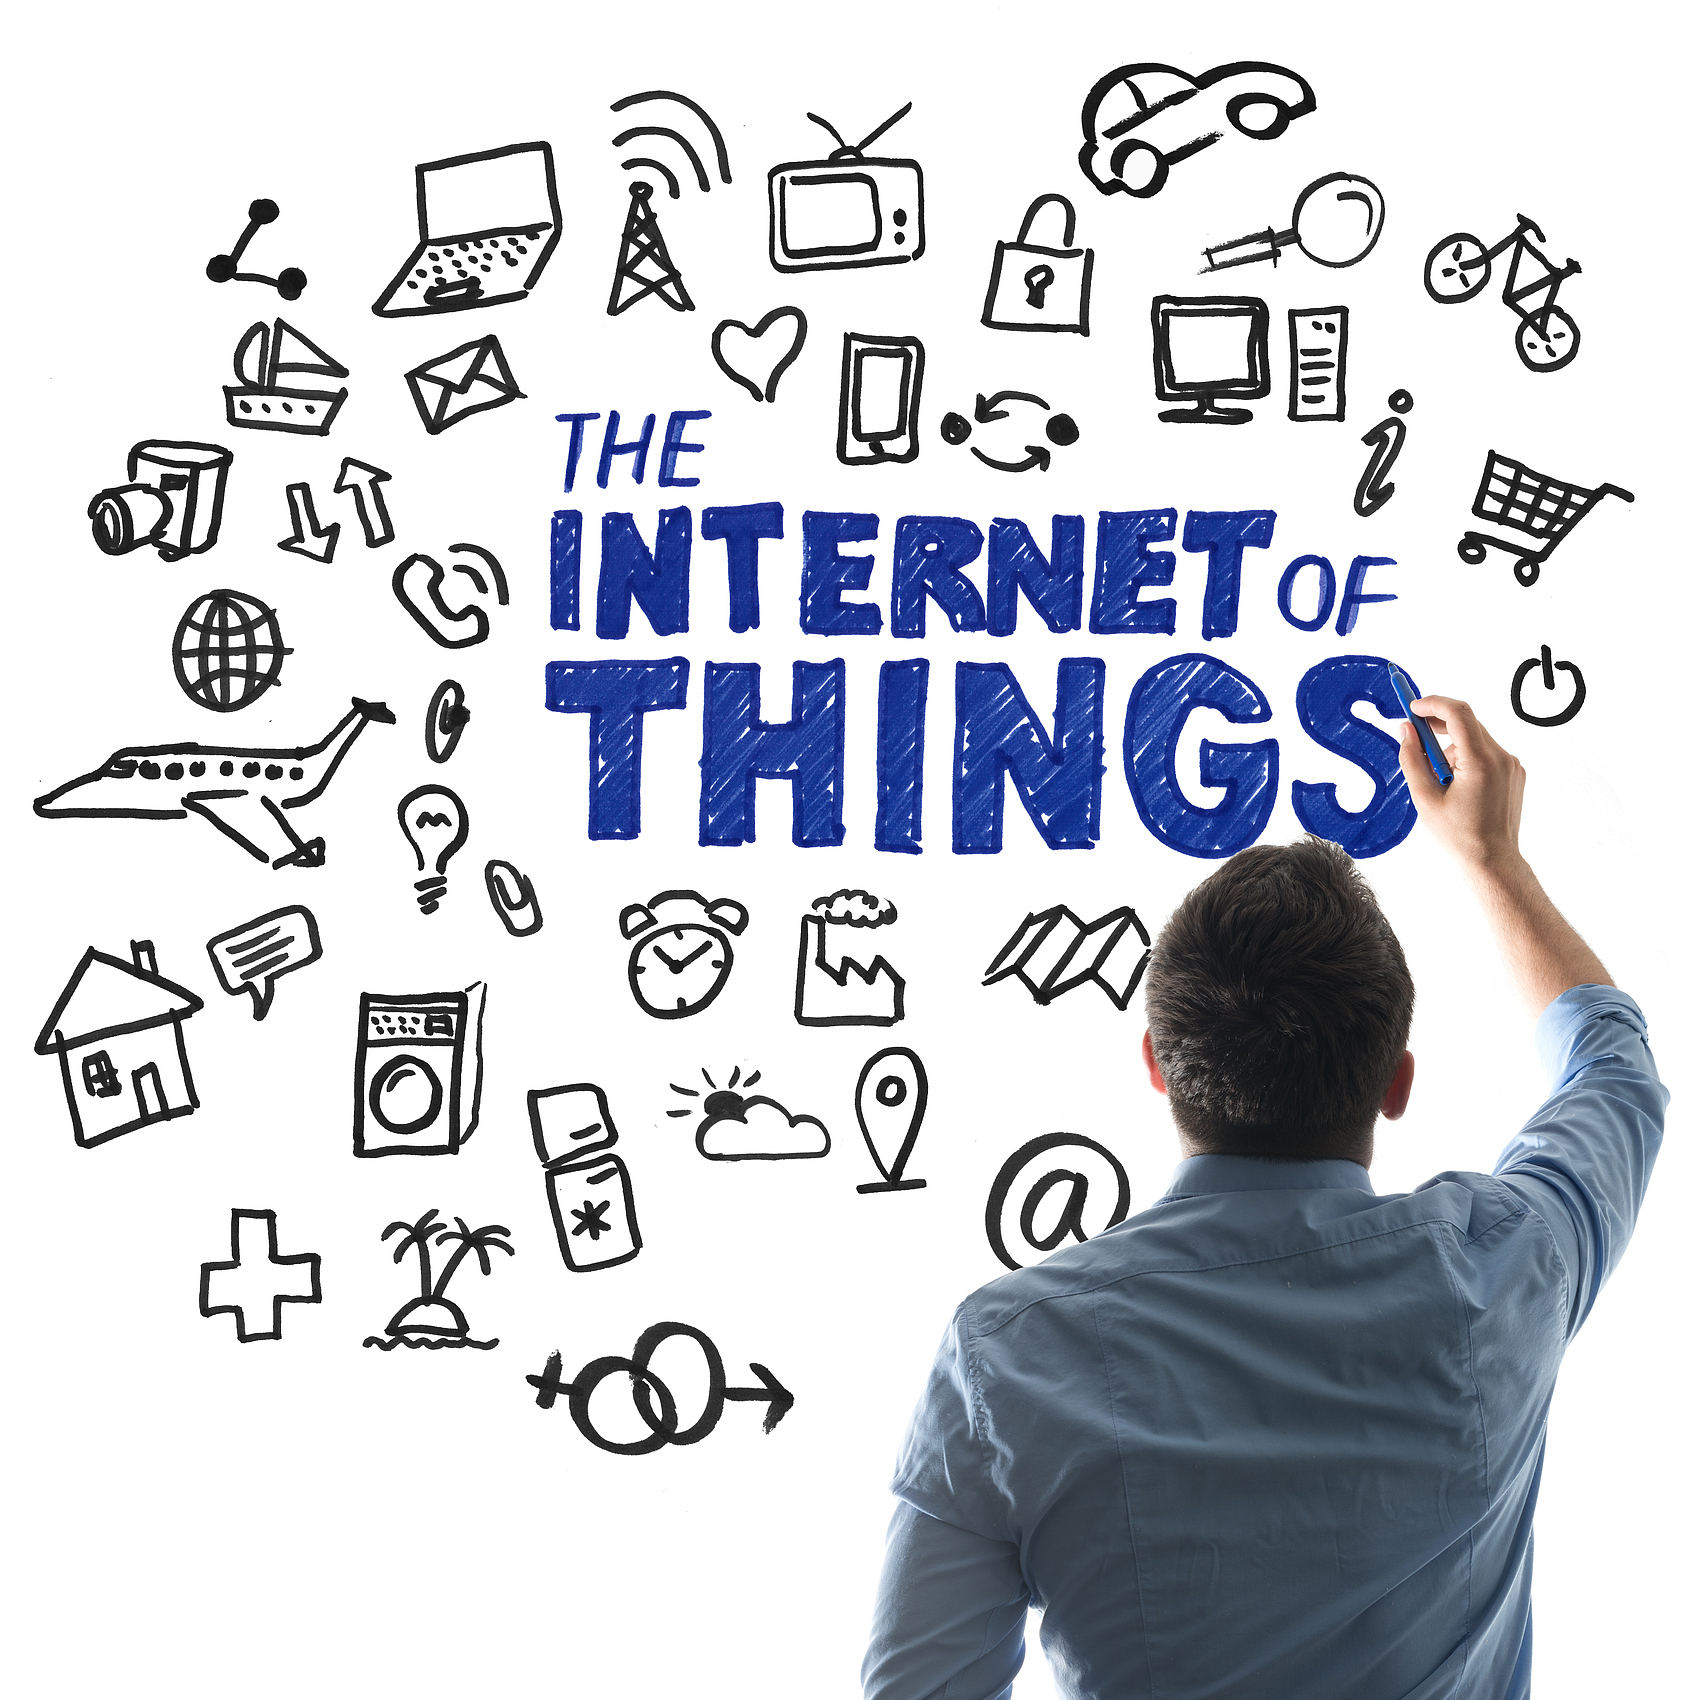 THE
INTERNET OF
THINGS
@